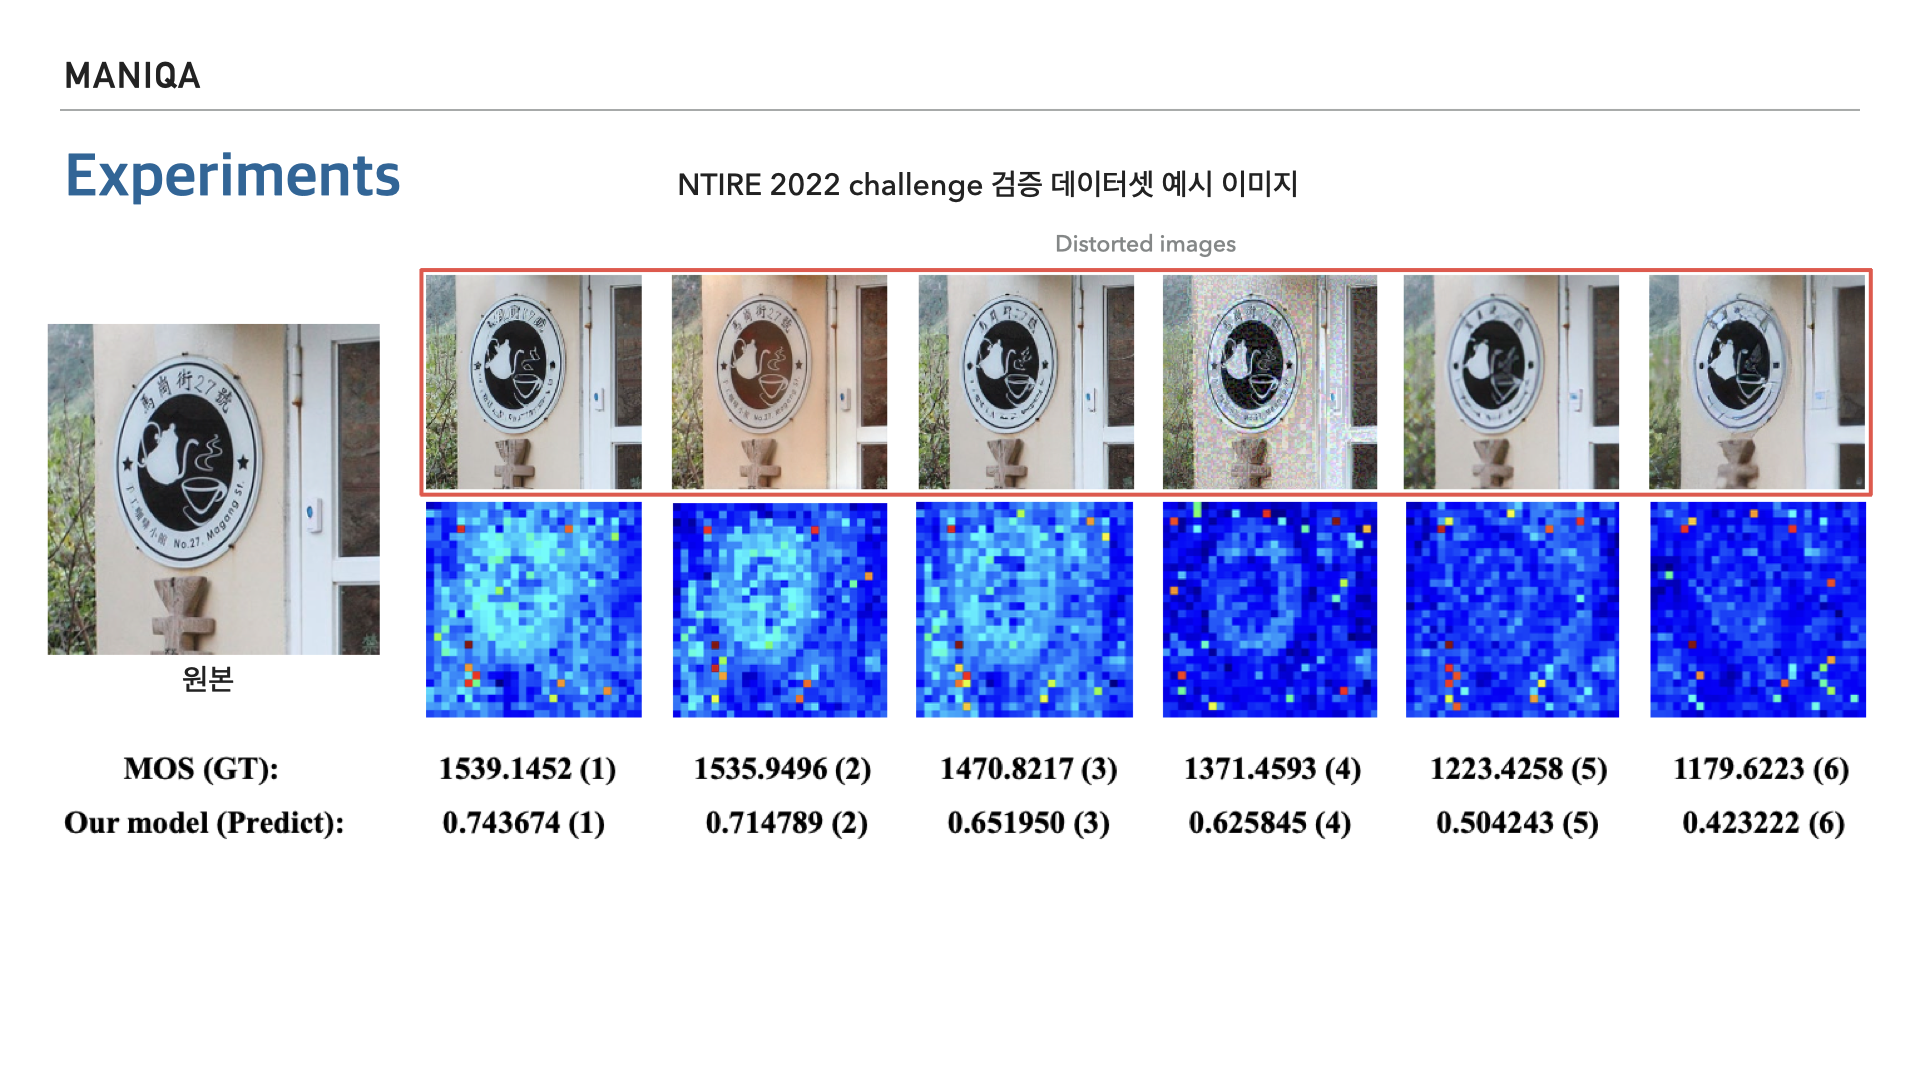 MANIQA
Experiments
NTIRE 2022 challenge 검증 데이터셋 예시 이미지
Distorted images
馬崗街27號
No.27, Magang St.
원본
MOS (GT): 1539.1452 (1) 1535.9496 (2) 1470.8217 (3) 1371.4593 (4) 1223.4258 (5) 1179.6223 (6)
Our model (Predict): 0.743674 (1) 0.714789 (2) 0.651950 (3) 0.625845 (4) 0.504243 (5) 0.423222 (6)